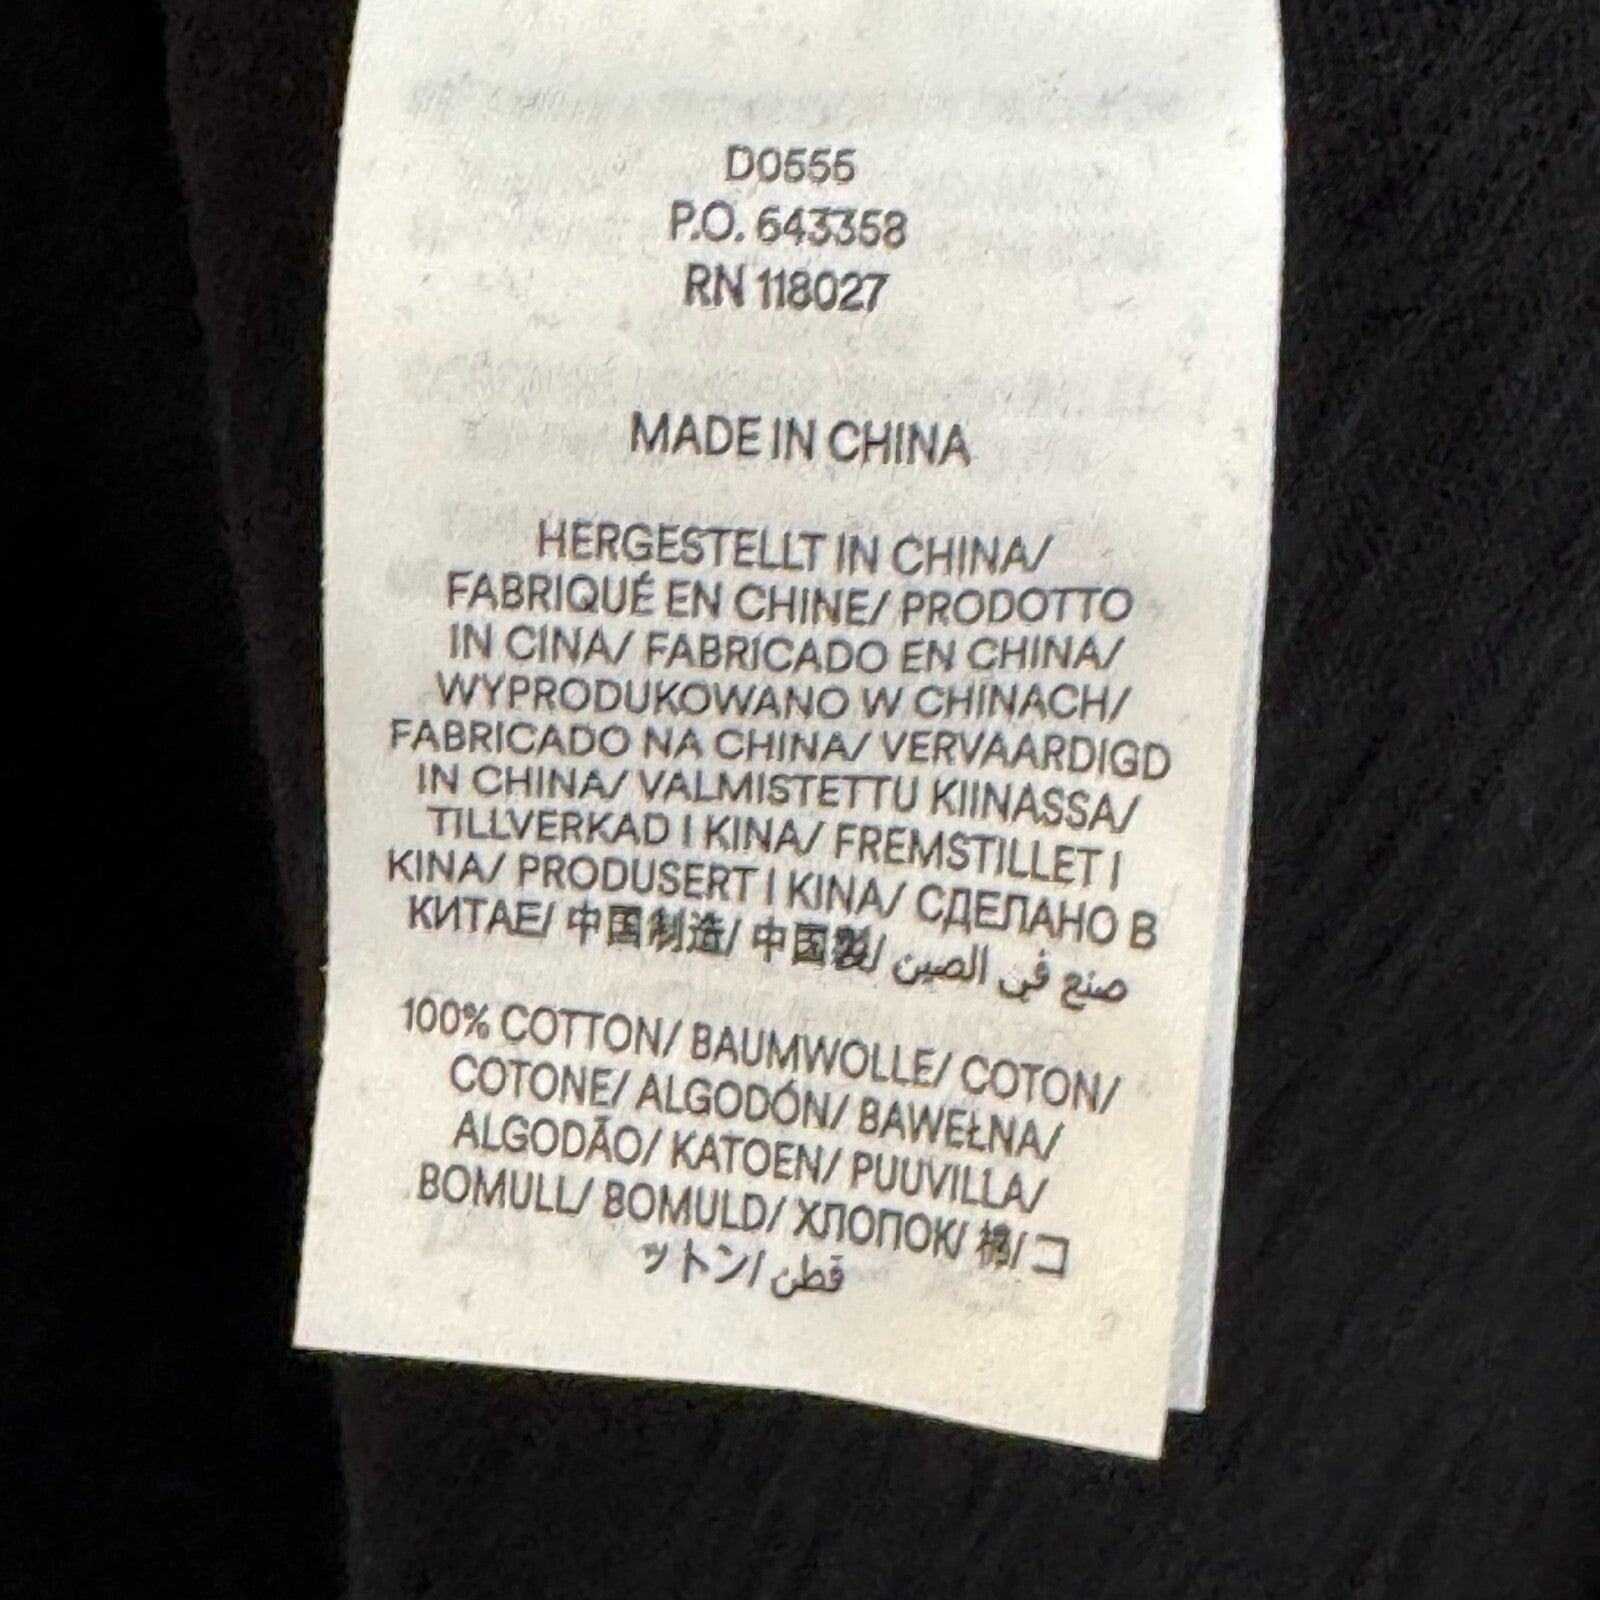 D0555
P.O. 643358
RN 118027
MADE IN CHINA
HERGESTELLT IN CHINA/
FABRIQUÉ EN CHINE/ PRODOTTO
IN CINA/ FABRICADO EN CHINA/
WYPRODUKOWANO W CHINACH/
FABRICADO NA CHINA/ VERVAARDIGD
IN CHINA/ VALMISTETTU KIINASSA/
TILLVERKAD I KINA/ FREMSTILLET I
KINA/ PRODUSERT I KINA/ СДЕЛАНО В
КИТАЕ/ 中国制造/ 中国製/ صنع في الصين
100% COTTON/ BAUMWOLLE/ COTON/
COTONE/ ALGODÓN/ BAWEŁNA/
ALGODÃO/ KATOEN/ PUUVILLA/
BOMULL/ BOMULD/ ХЛОПОК/ 棉/ コ
ットン/ قطن